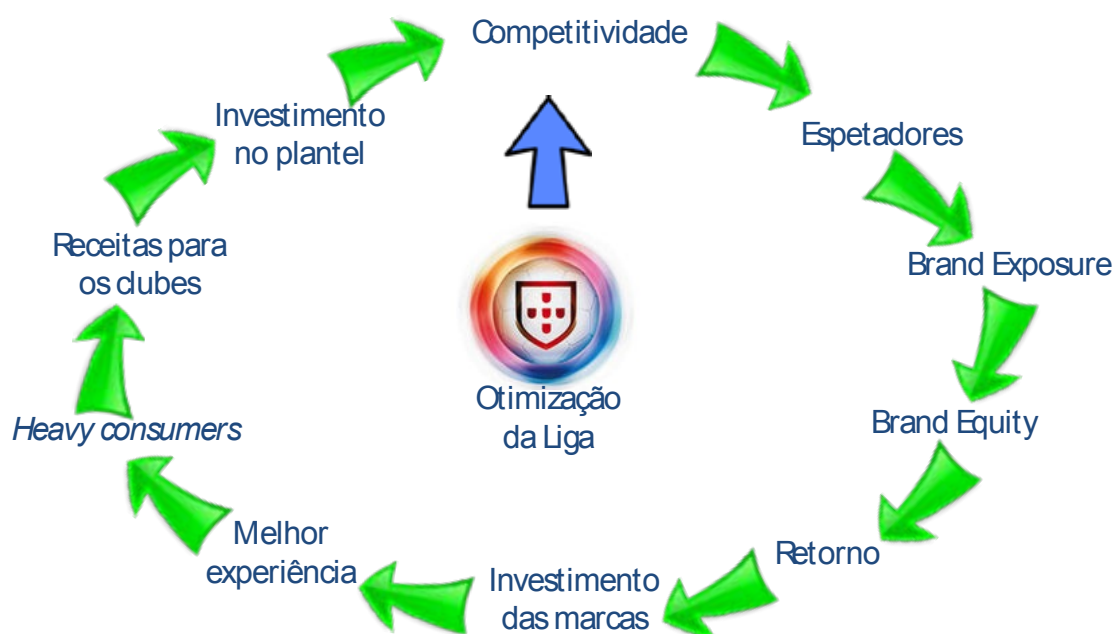 Competitividade
Espetadores
Brand Exposure
Brand Equity
Retorno
Investimento
das marcas
Melhor
experiência
Heavy consumers
Receitas para
os clubes
Investimento
no plantel
Otimização
da Liga